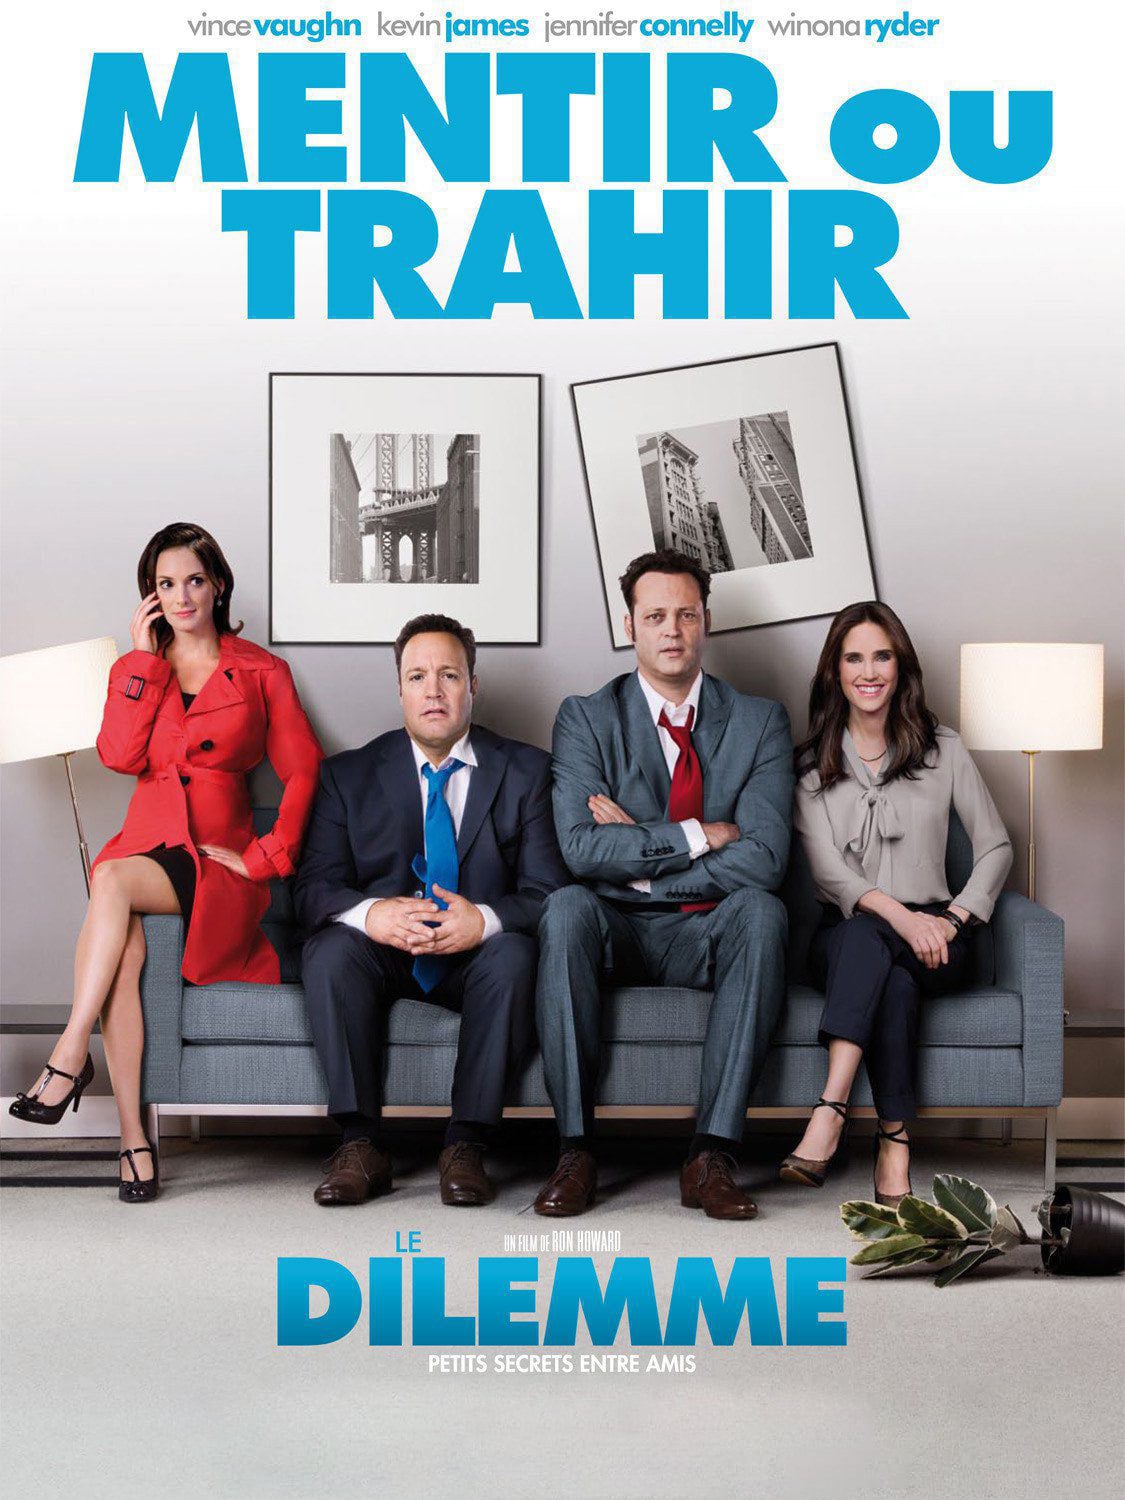 vince vaughn kevin james jennifer connelly winona ryder
MENTIR OU
TRAHIR
LE
UN FILM DE RON HOWARD
DILEMME
PETITS SECRETS ENTRE AMIS